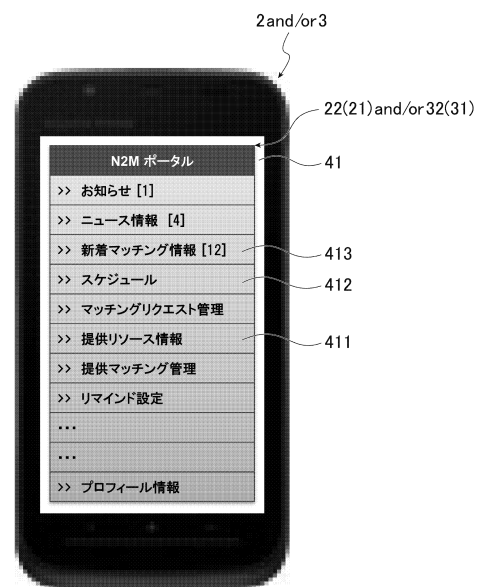 2and/or3
22(21)and/or32(31)
N2M ポータル
41
>> お知らせ [1]
>> ニュース情報 [4]
>> 新着マッチング情報 [12]
413
>> スケジュール
412
>> マッチングリクエスト管理
>> 提供リソース情報
411
>> 提供マッチング管理
>> リマインド設定
...
...
>> プロフィール情報